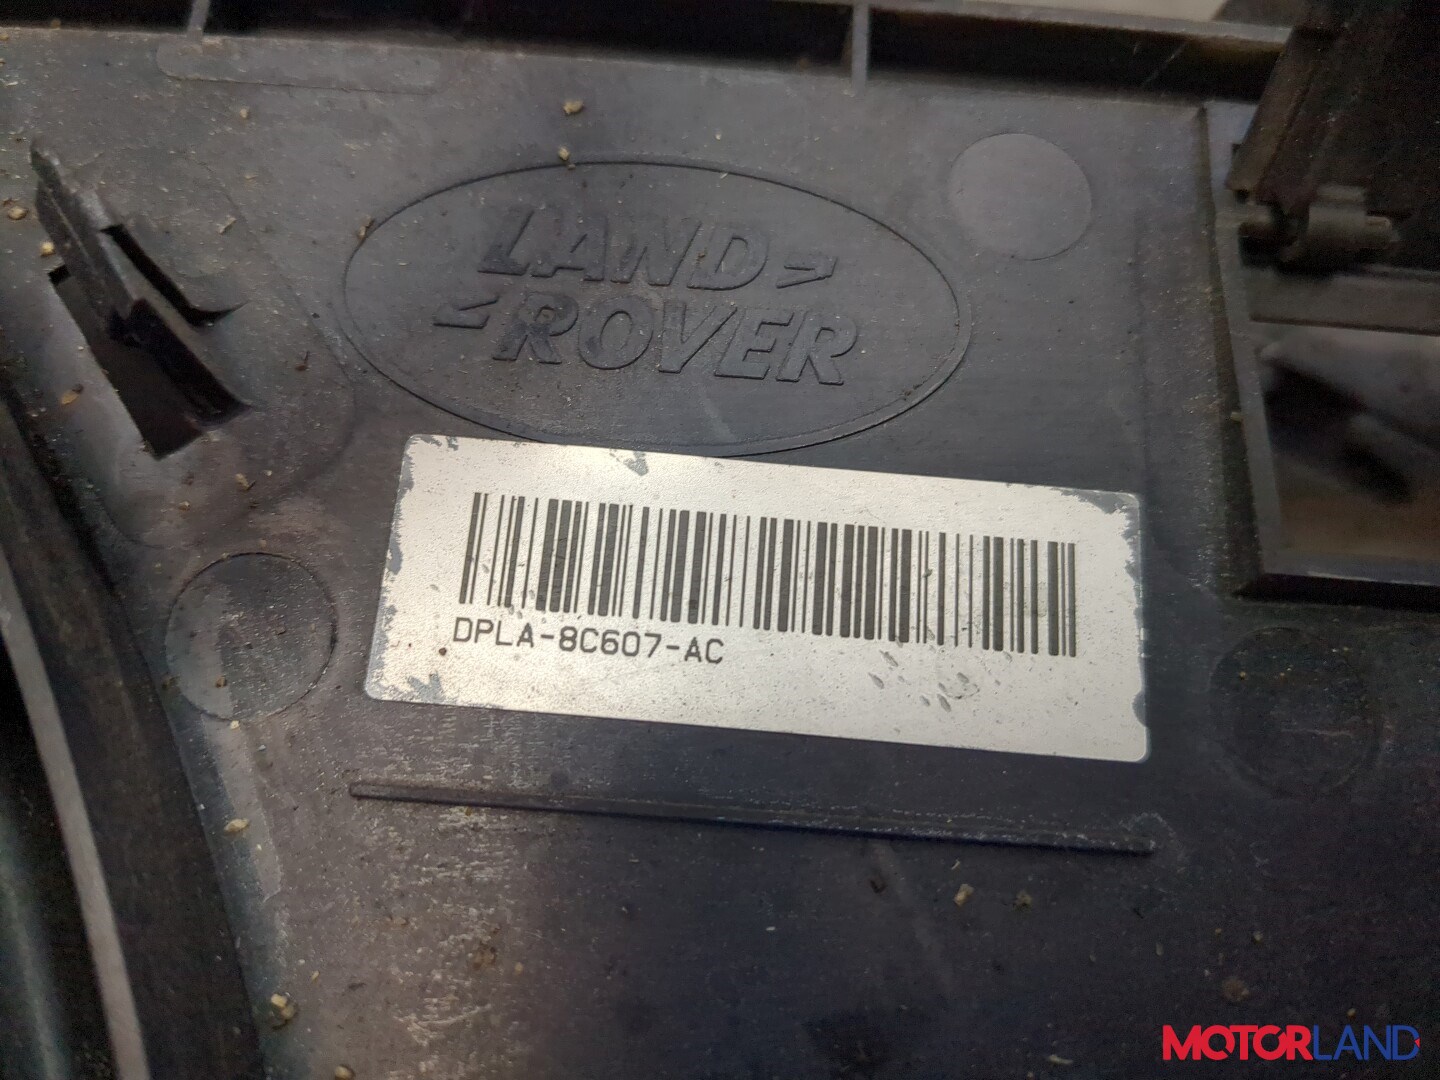 LAND
ROVER
DPLA-8C607-AC
MOTORLAND